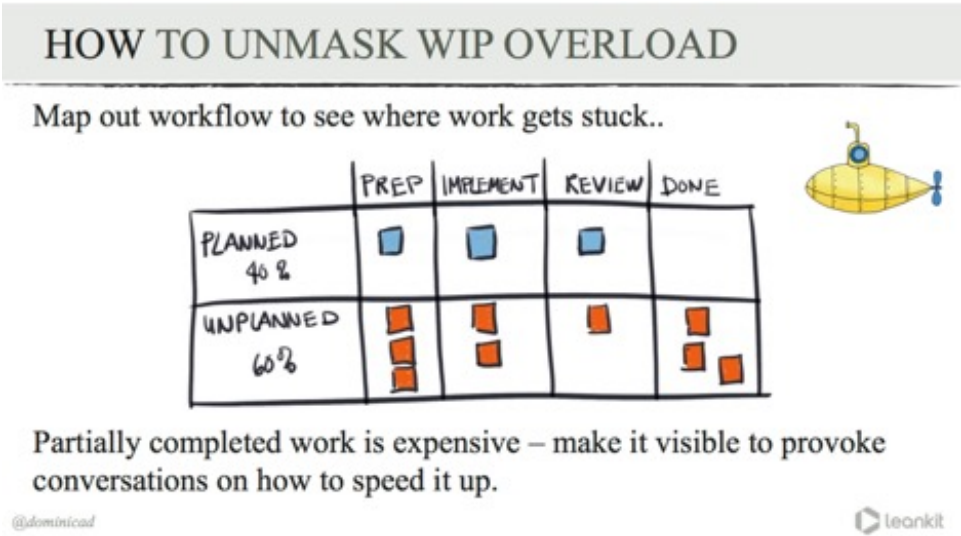 HOW TO UNMASK WIP OVERLOAD
Map out workflow to see where work gets stuck..
PREP IMPLEMENT REVIEW DONE
PLANNED
40%
UNPLANNED
60%
Partially completed work is expensive – make it visible to provoke
conversations on how to speed it up.
@dominicad
leankit